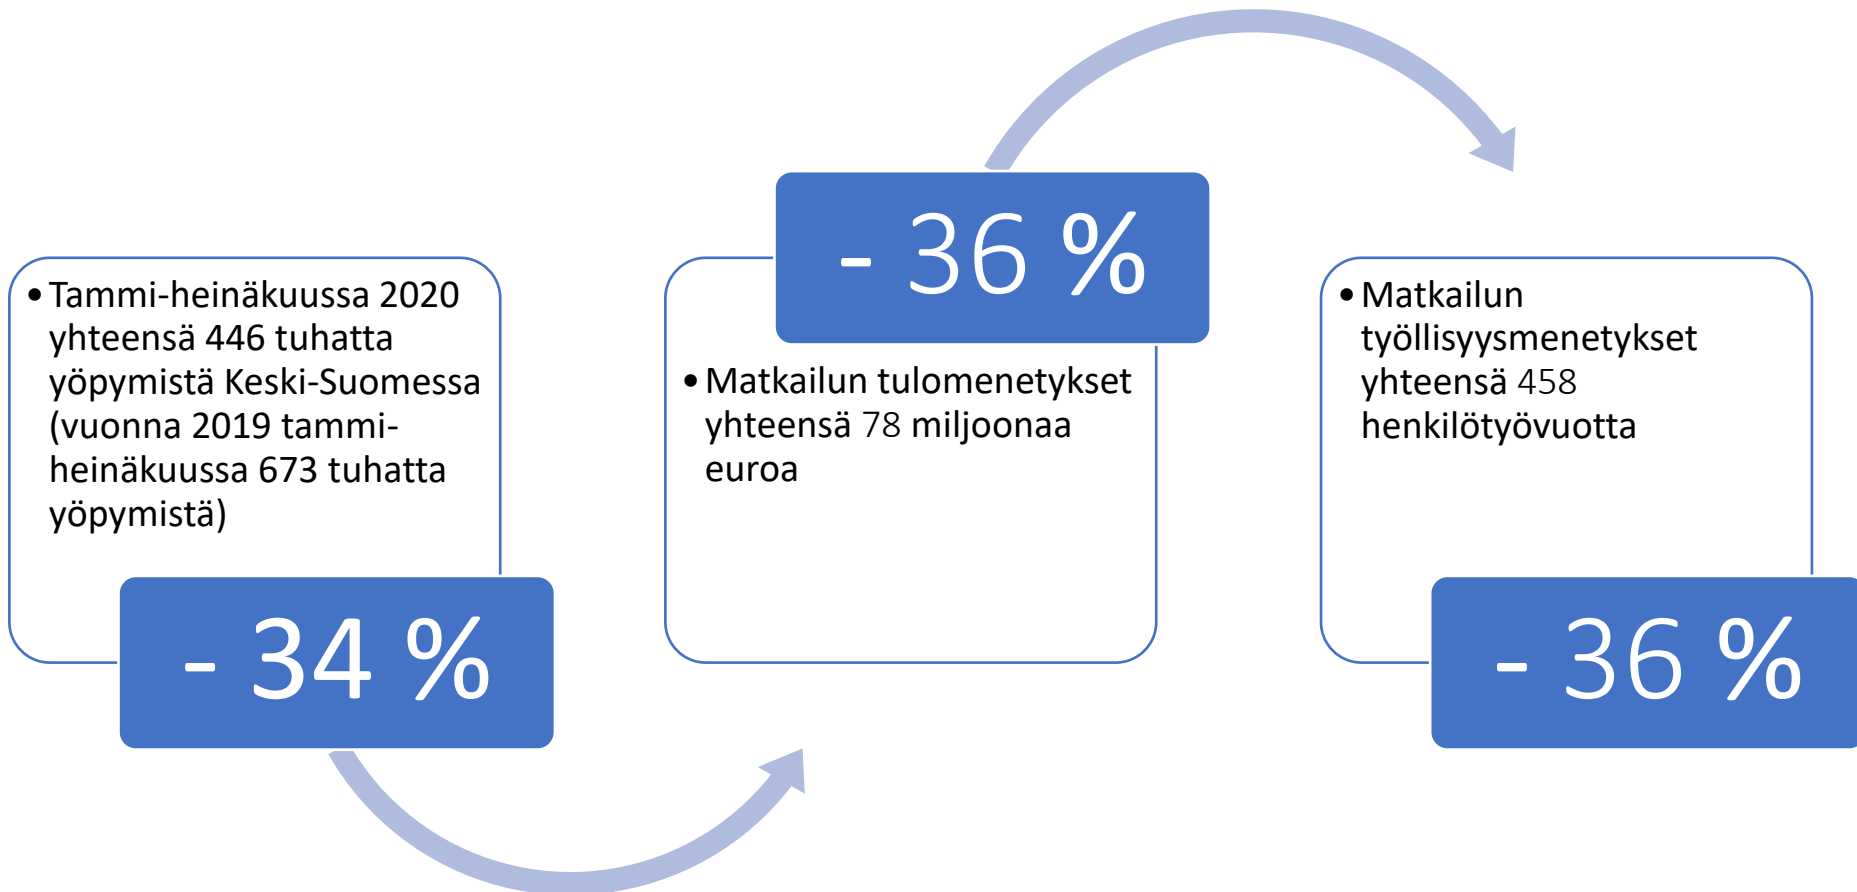 • Tammi-heinäkuussa 2020
yhteensä 446 tuhatta
yöpymistä Keski-Suomessa
(vuonna 2019 tammi-
heinäkuussa 673 tuhatta
yöpymistä)
- 34 %
- 36 %
• Matkailun tulomenetykset
yhteensä 78 miljoonaa
euroa
• Matkailun
työllisyysmenetykset
yhteensä 458
henkilötyövuotta
- 36 %